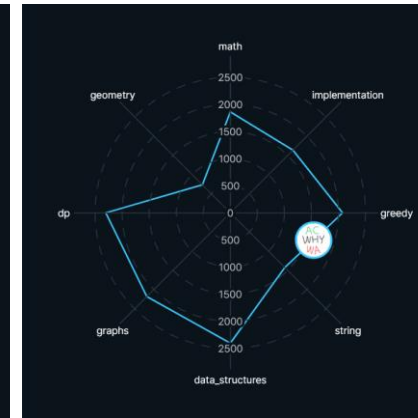 math
2500
geometry
implementation
2000
1500
1000
500
dp
0
greedy
AC
500
WHY
WA
1000
1500
graphs
string
2000
2500
data_structures